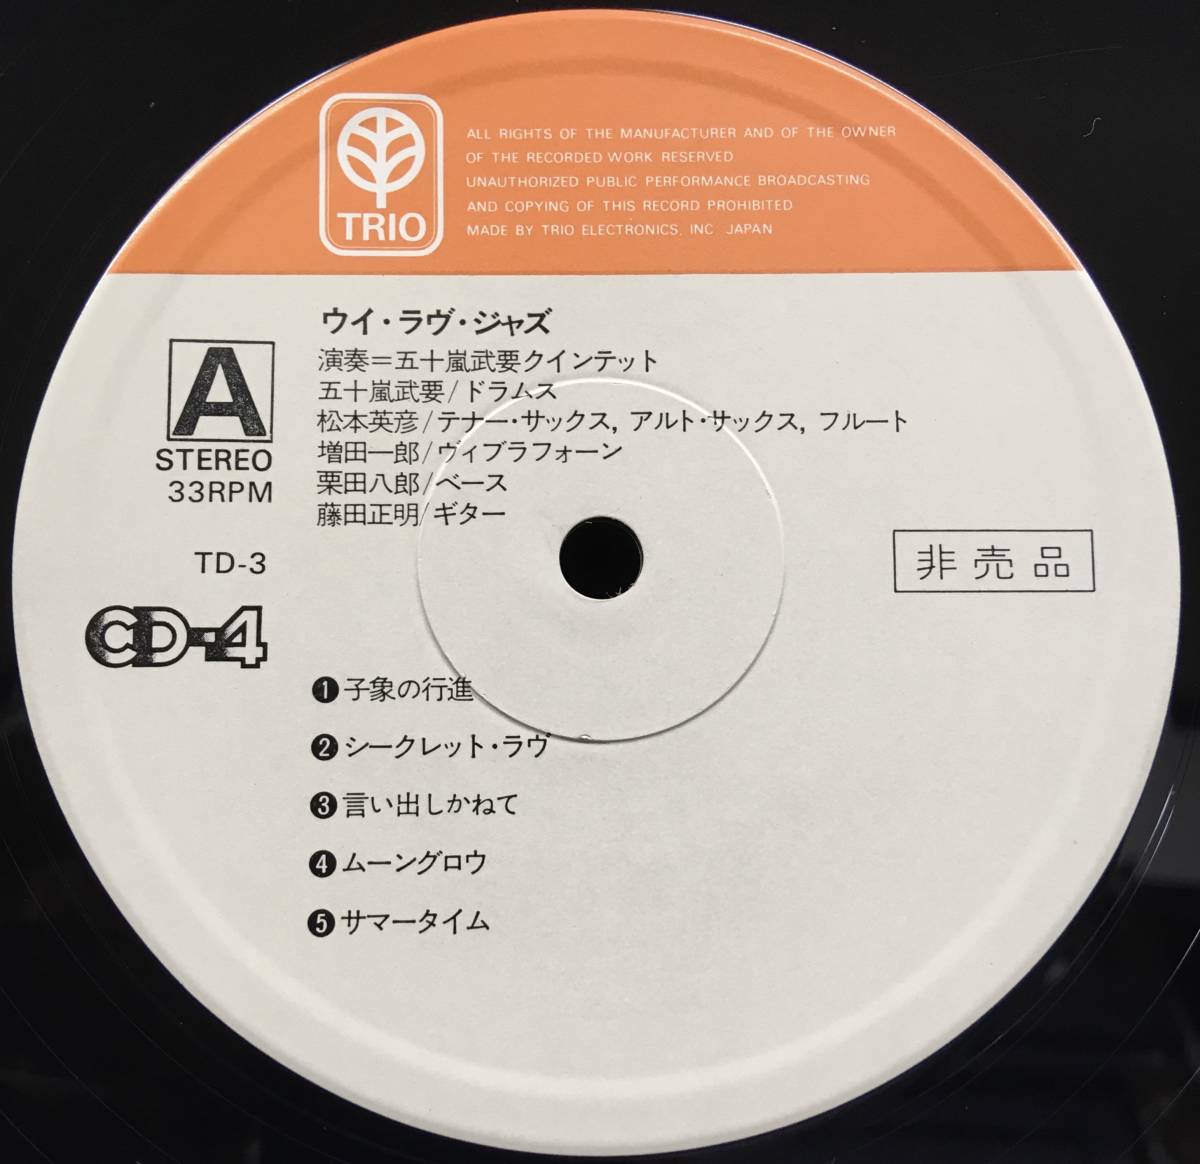 TRIO
ALL RIGHTS OF THE MANUFACTURER AND OF THE OWNER
OF THE RECORDED WORK RESERVED
UNAUTHORIZED PUBLIC PERFORMANCE BROADCASTING
AND COPYING OF THIS RECORD PROHIBITED
MADE BY TRIO ELECTRONICS, INC JAPAN
ウイ・ラヴ・ジャズ
演奏=五十嵐武要クインテット
五十嵐武要/ドラムス
松本英彦/テナー・サックス, アルト・サックス, フルート
増田一郎/ヴィブラフォーン
栗田八郎/ベース
藤田正明/ギター
A
STEREO
33RPM
TD-3
CD-4
非売品
❶子象の行進
❷シークレット・ラヴ
❸言い出しかねて
❹ムーングロウ
❺サマータイム